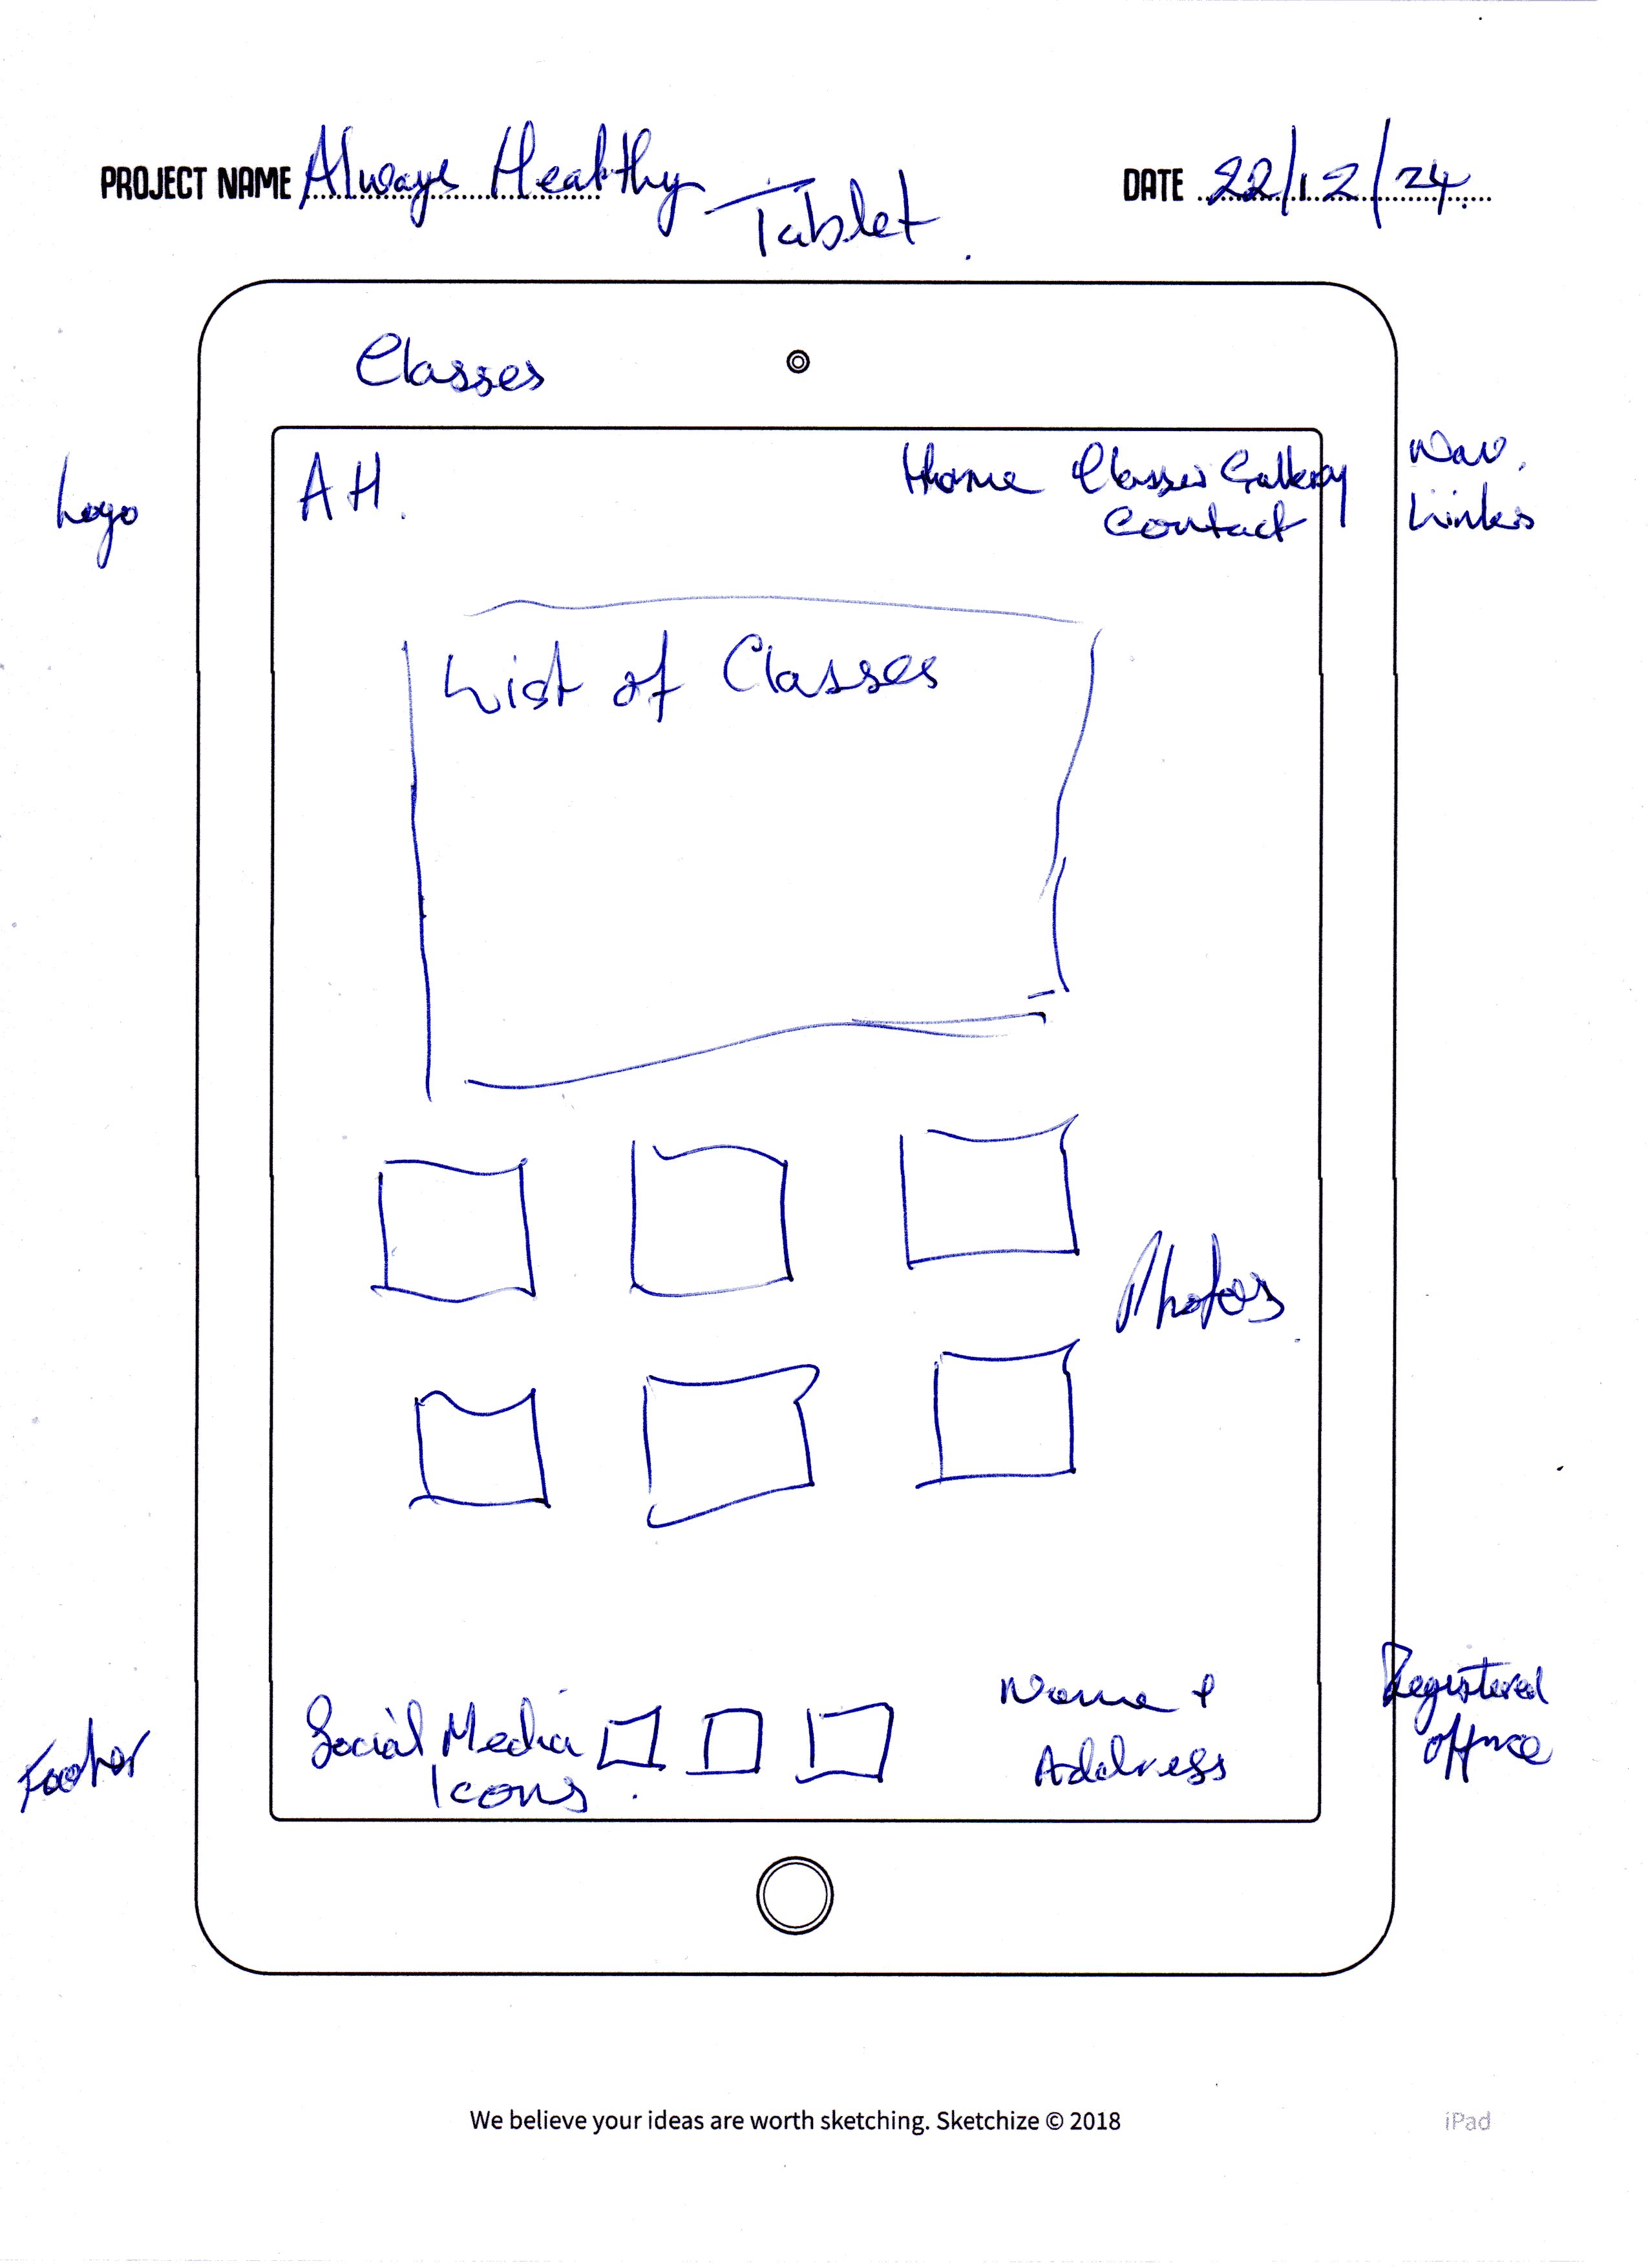 PROJECT NAME Always Healthy
Tablet.
DATE 22/12/24
Classes
Logo
AH.
Home Classes Gallery
Contact
Nav.
Links
List of Classes
Photos
Footer
Social Media
Icons.
Name +
Address
Registered
office
We believe your ideas are worth sketching. Sketchize © 2018
iPad